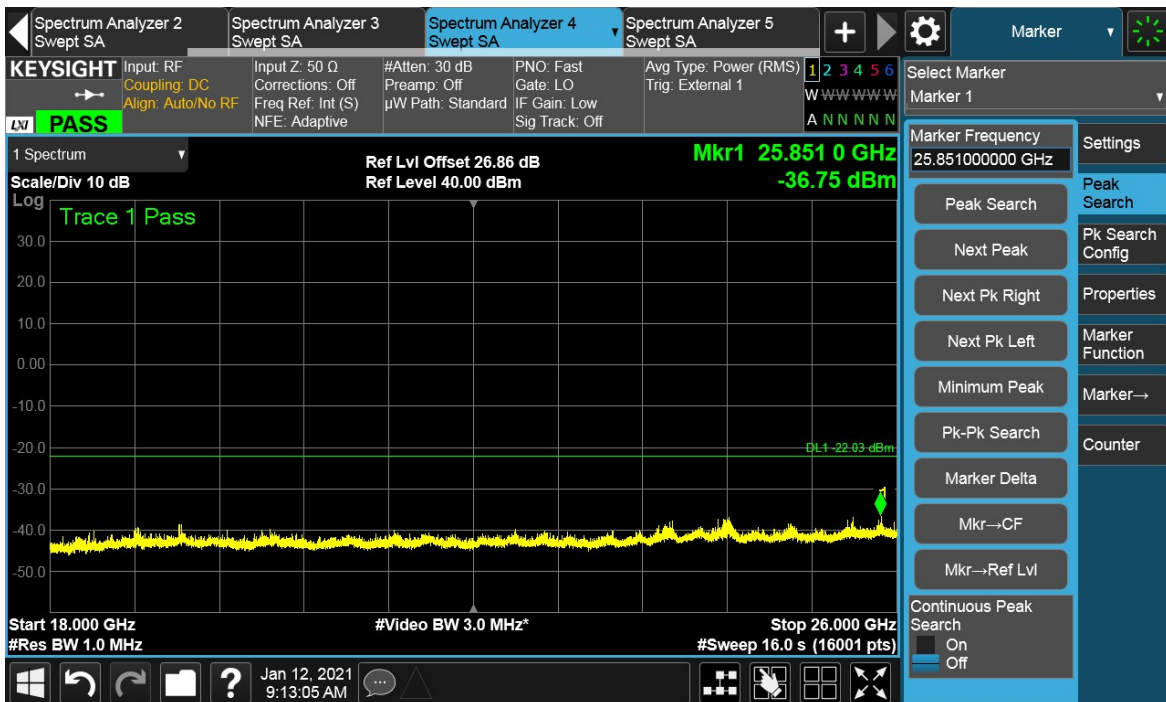 Spectrum Analyzer 2
Swept SA
Spectrum Analyzer 3
Swept SA
Spectrum Analyzer 4
Swept SA
Spectrum Analyzer 5
Swept SA
+
Marker
KEYSIGHT
LXI PASS
Input: RF
Coupling: DC
Align: Auto/No RF
Input Z: 50 Ω
Corrections: Off
Freq Ref: Int (S)
NFE: Adaptive
#Atten: 30 dB
Preamp: Off
µW Path: Standard
PNO: Fast
Gate: LO
IF Gain: Low
Sig Track: Off
Avg Type: Power (RMS)
Trig: External 1
1 2 3 4 5 6
W W W W W W
A N N N N N
Select Marker
Marker 1
1 Spectrum
Scale/Div 10 dB
Log
Ref Lvl Offset 26.86 dB
Ref Level 40.00 dBm
Mkr1 25.851 0 GHz
-36.75 dBm
Trace 1 Pass
30.0
20.0
10.0
0.00
-10.0
-20.0
-30.0
-40.0
-50.0
DL1 -22.03 dBm
1
Start 18.000 GHz
#Res BW 1.0 MHz
#Video BW 3.0 MHz*
Stop 26.000 GHz
#Sweep 16.0 s (16001 pts)
Marker Frequency
25.851000000 GHz
Peak Search
Next Peak
Next Pk Right
Next Pk Left
Minimum Peak
Pk-Pk Search
Marker Delta
Mkr→CF
Mkr→Ref Lvl
Continuous Peak
Search
On
Off
Settings
Peak
Search
Pk Search
Config
Properties
Marker
Function
Marker→
Counter
?
Jan 12, 2021
9:13:05 AM